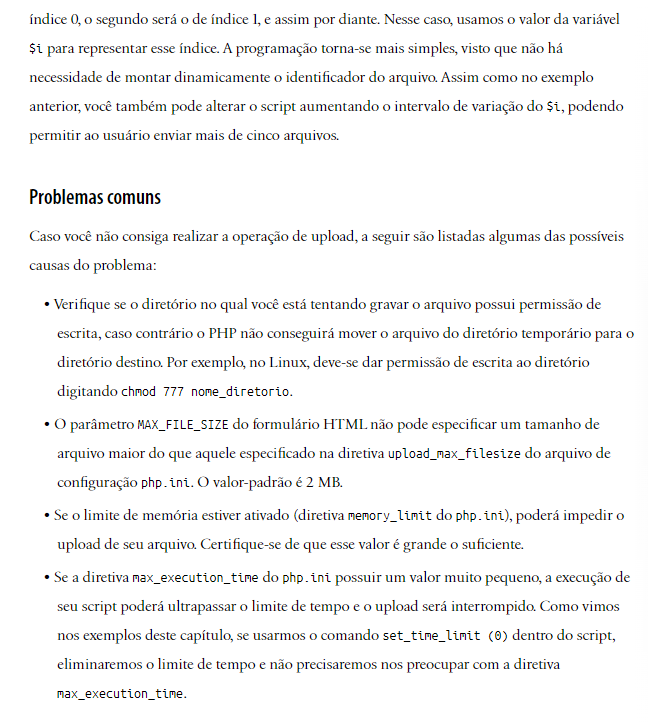 índice 0, o segundo será o de índice 1, e assim por diante. Nesse caso, usamos o valor da variável
$i para representar esse índice. A programação torna-se mais simples, visto que não há
necessidade de montar dinamicamente o identificador do arquivo. Assim como no exemplo
anterior, você também pode alterar o script aumentando o intervalo de variação do $i, podendo
permitir ao usuário enviar mais de cinco arquivos.
Problemas comuns
Caso você não consiga realizar a operação de upload, a seguir são listadas algumas das possíveis
causas do problema:
• Verifique se o diretório no qual você está tentando gravar o arquivo possui permissão de
escrita, caso contrário o PHP não conseguirá mover o arquivo do diretório temporário para o
diretório destino. Por exemplo, no Linux, deve-se dar permissão de escrita ao diretório
digitando chmod 777 nome_diretorio.
• O parâmetro MAX_FILE_SIZE do formulário HTML não pode especificar um tamanho de
arquivo maior do que aquele especificado na diretiva upload_max_filesize do arquivo de
configuração php.ini. O valor-padrão é 2 MB.
• Se o limite de memória estiver ativado (diretiva memory_limit do php.ini), poderá impedir o
upload de seu arquivo. Certifique-se de que esse valor é grande o suficiente.
• Se a diretiva max_execution_time do php.ini possuir um valor muito pequeno, a execução de
seu script poderá ultrapassar o limite de tempo e o upload será interrompido. Como vimos
nos exemplos deste capítulo, se usarmos o comando set_time_limit (0) dentro do script,
eliminaremos o limite de tempo e não precisaremos nos preocupar com a diretiva
max_execution_time.